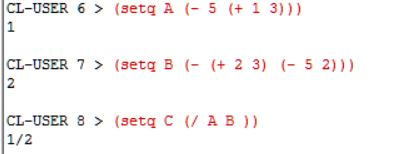 CL-USER 6 > (setq A (- 5 (+ 1 3)))
1
CL-USER 7 > (setq B (- (+ 2 3) (- 5 2)))
2
CL-USER 8 > (setq C (/ A B ))
1/2